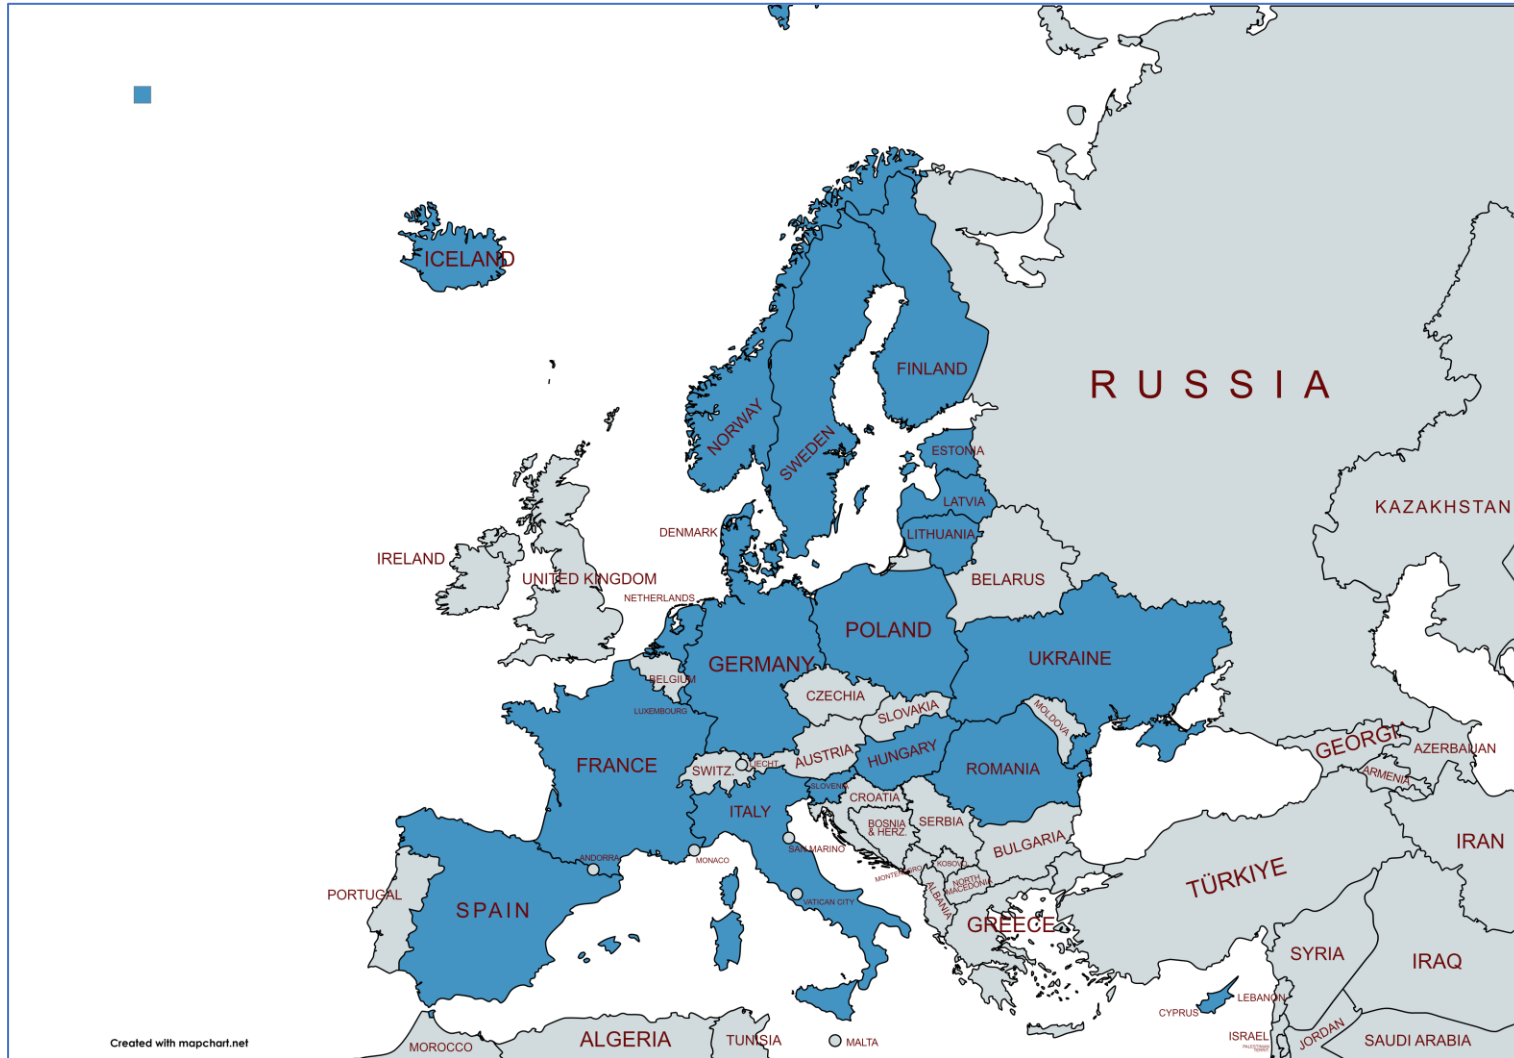 ICELAND
FINLAND
RUSSIA
NORWAY
SWEDEN
ESTONIA
LATVIA
KAZAKHSTAN
DENMARK
LITHUANIA
IRELAND
UNITED KINGDOM
BELARUS
NETHERLANDS
POLAND
GERMANY
UKRAINE
BELGIUM
CZECHIA
LUXEMBOURG
SLOVAKIA
MOLDOVA
FRANCE
SWITZ.
LIECHT.
AUSTRIA
HUNGARY
ROMANIA
GEORGI
AZERBAIJAN
ARMENIA
SLOVENIA
CROATIA
ITALY
BOSNIA
& HERZ.
SERBIA
BULGARIA
IRAN
SAN MARINO
ANDORRA
MONACO
KOSOVO
MONTENEGRO
NORTH
MACEDONIA
TÜRKIYE
PORTUGAL
SPAIN
VATICAN CITY
ALBANIA
GREECE
SYRIA
IRAQ
LEBANON
CYPRUS
Created with mapchart.net
MOROCCO
ALGERIA
TUNISIA
MALTA
ISRAEL
JORDAN
SAUDI ARABIA